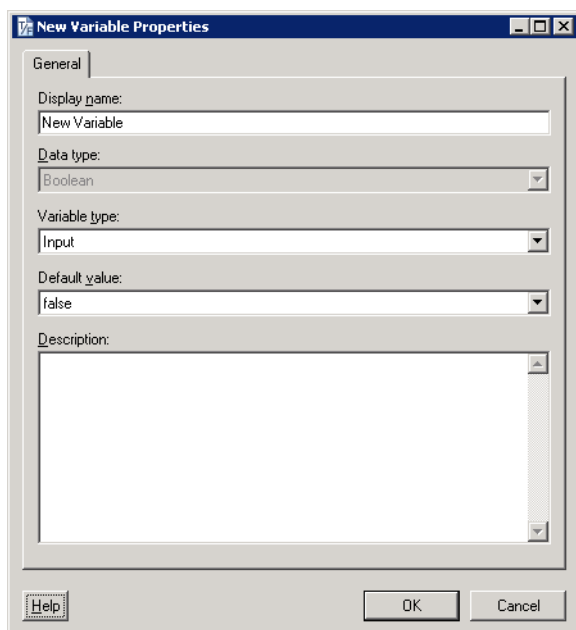 New Variable Properties
General
Display name:
New Variable
Data type:
Boolean
Variable type:
Input
Default value:
false
Description:
Help
OK
Cancel